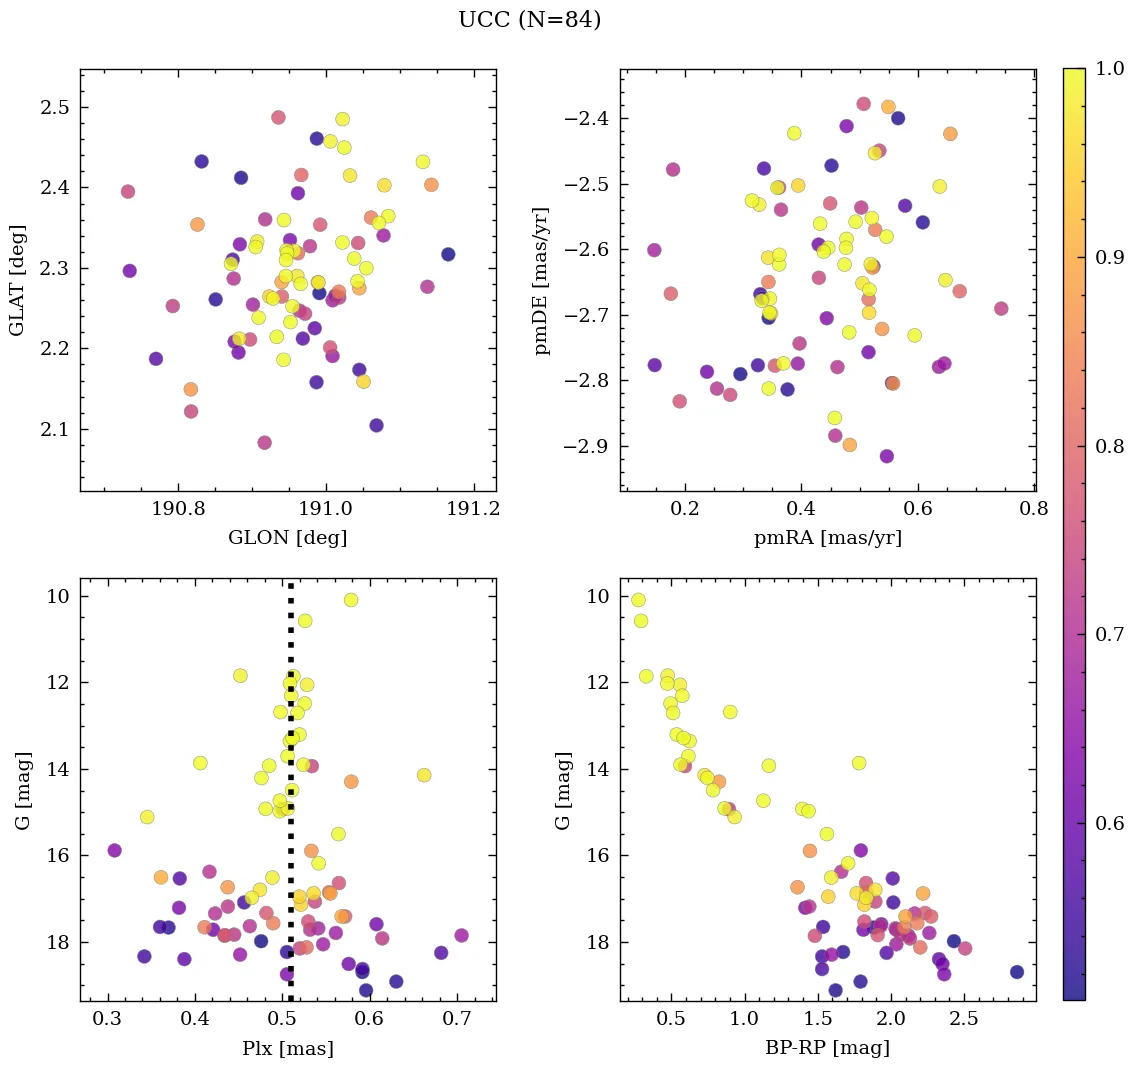 UCC (N=84)
2.5
2.4
2.3
2.2
2.1
GLAT [deg]
190.8 191.0 191.2
GLON [deg]
−2.4
−2.5
−2.6
−2.7
−2.8
−2.9
pmDE [mas/yr]
0.2 0.4 0.6 0.8
pmRA [mas/yr]
10
12
14
16
18
G [mag]
0.3 0.4 0.5 0.6 0.7
Plx [mas]
10
12
14
16
18
G [mag]
0.5 1.0 1.5 2.0 2.5
BP-RP [mag]
1.0
0.9
0.8
0.7
0.6